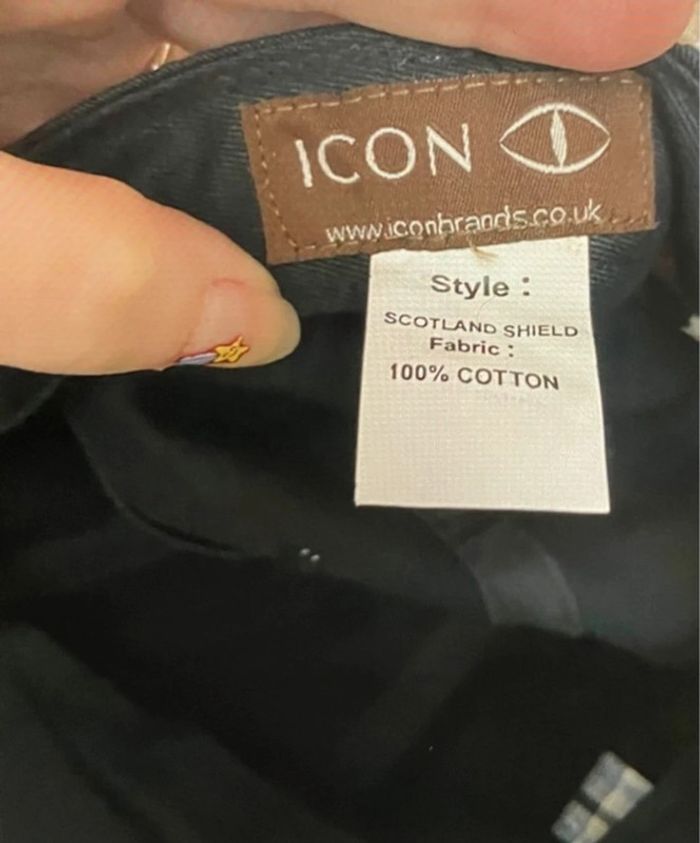 ICON
www.iconbrands.co.uk
Style :
SCOTLAND SHIELD
Fabric :
100% COTTON